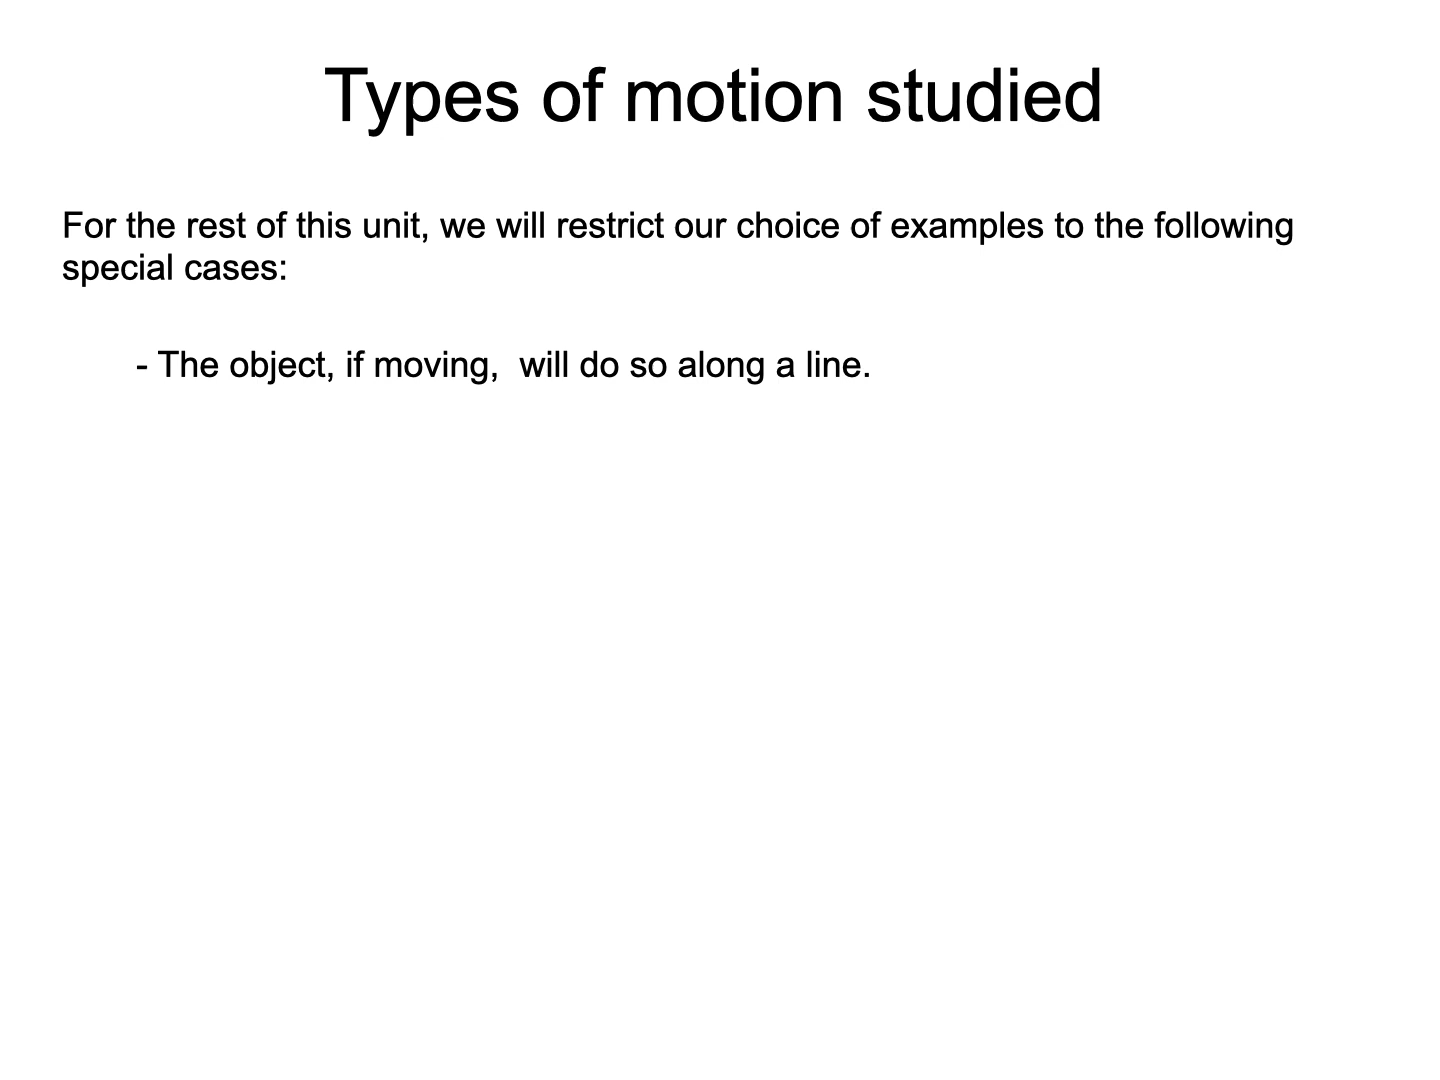 Types of motion studied
For the rest of this unit, we will restrict our choice of examples to the following
special cases:
- The object, if moving,  will do so along a line.